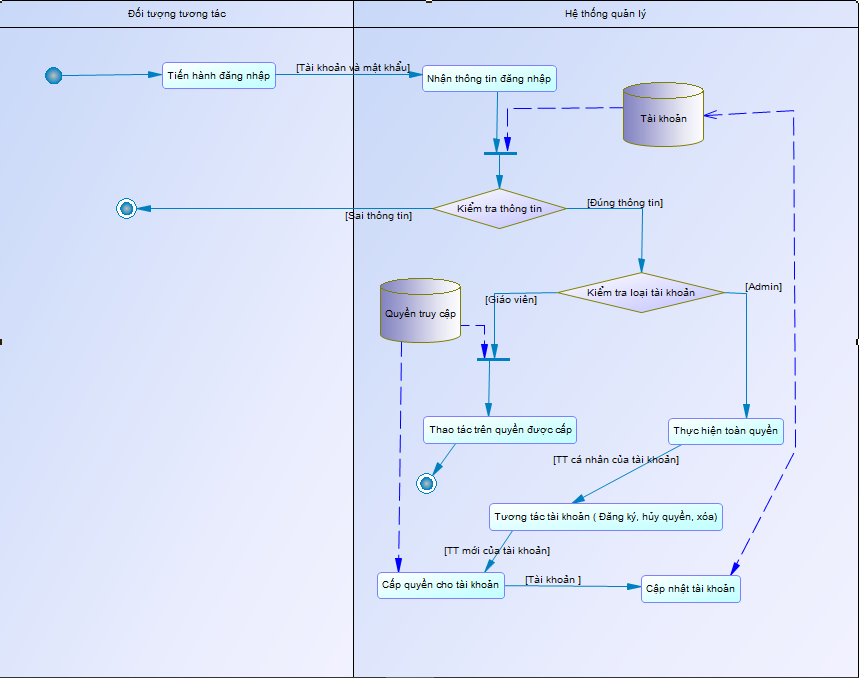 Đối tượng tương tác
Hệ thống quản lý
Tiến hành đăng nhập
[Tài khoản và mật khẩu]
Nhận thông tin đăng nhập
Tài khoản
Kiểm tra thông tin
[Sai thông tin]
[Đúng thông tin]
Kiểm tra loại tài khoản
[Giáo viên]
[Admin]
Quyền truy cập
Thao tác trên quyền được cấp
Thực hiện toàn quyền
[TT cá nhân của tài khoản]
Tương tác tài khoản ( Đăng ký, hủy quyền, xóa)
[TT mới của tài khoản]
Cấp quyền cho tài khoản
[Tài khoản ]
Cập nhật tài khoản